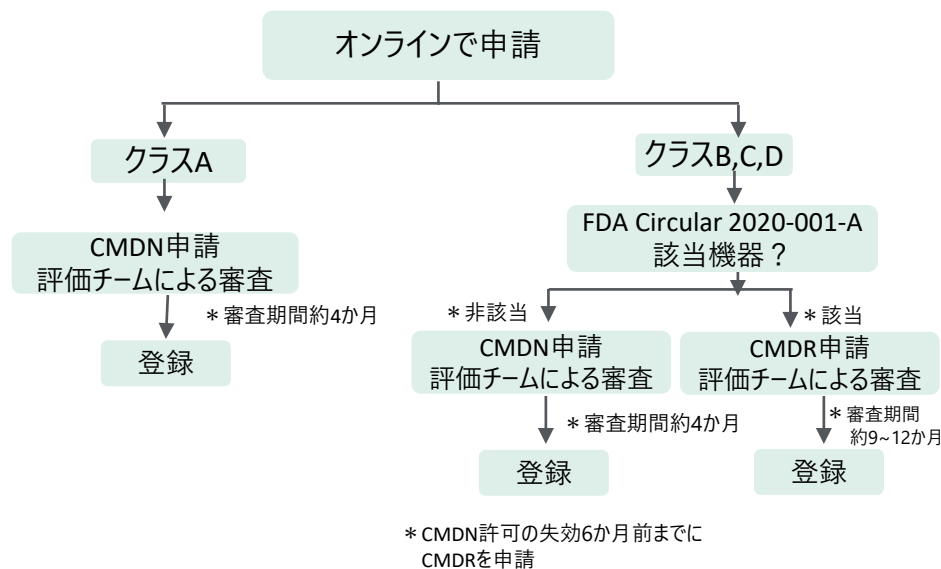 オンラインで申請
クラスA
クラスB,C,D
FDA Circular 2020-001-A
該当機器？
CMDN申請
評価チームによる審査
＊審査期間約4か月
登録
＊非該当
＊該当
CMDN申請
評価チームによる審査
CMDR申請
評価チームによる審査
＊審査期間約4か月
＊審査期間
約9~12か月
登録
登録
＊CMDN許可の失効6か月前までに
CMDRを申請